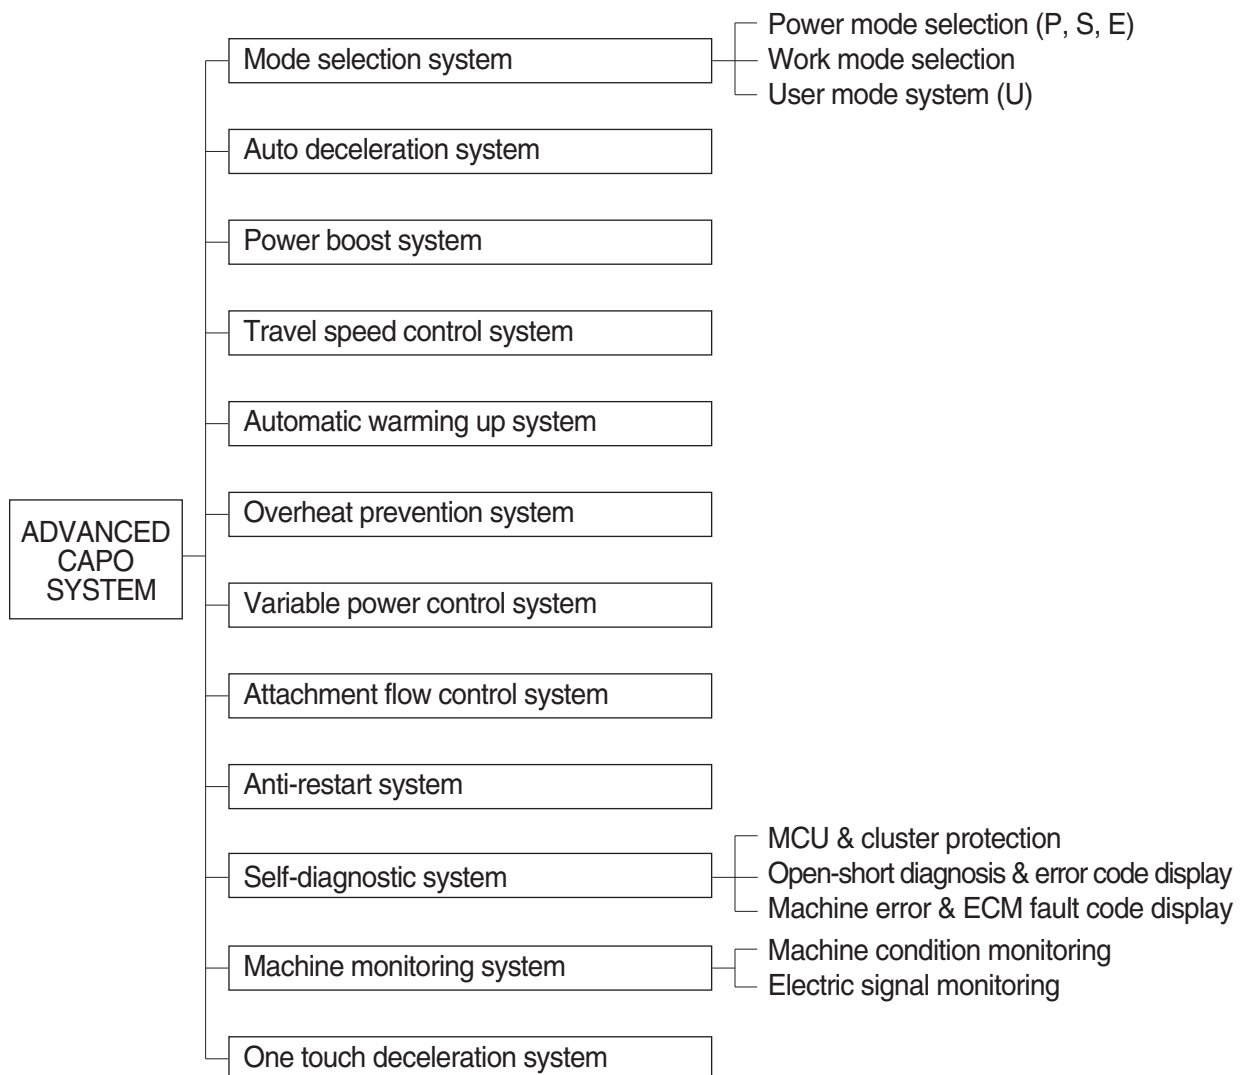 Power mode selection (P, S, E)
Mode selection system
Work mode selection
User mode system (U)
Auto deceleration system
Power boost system
Travel speed control system
Automatic warming up system
Overheat prevention system
ADVANCED
CAPO
SYSTEM
Variable power control system
Attachment flow control system
Anti-restart system
MCU & cluster protection
Self-diagnostic system
Open-short diagnosis & error code display
Machine error & ECM fault code display
Machine monitoring system
Machine condition monitoring
Electric signal monitoring
One touch deceleration system